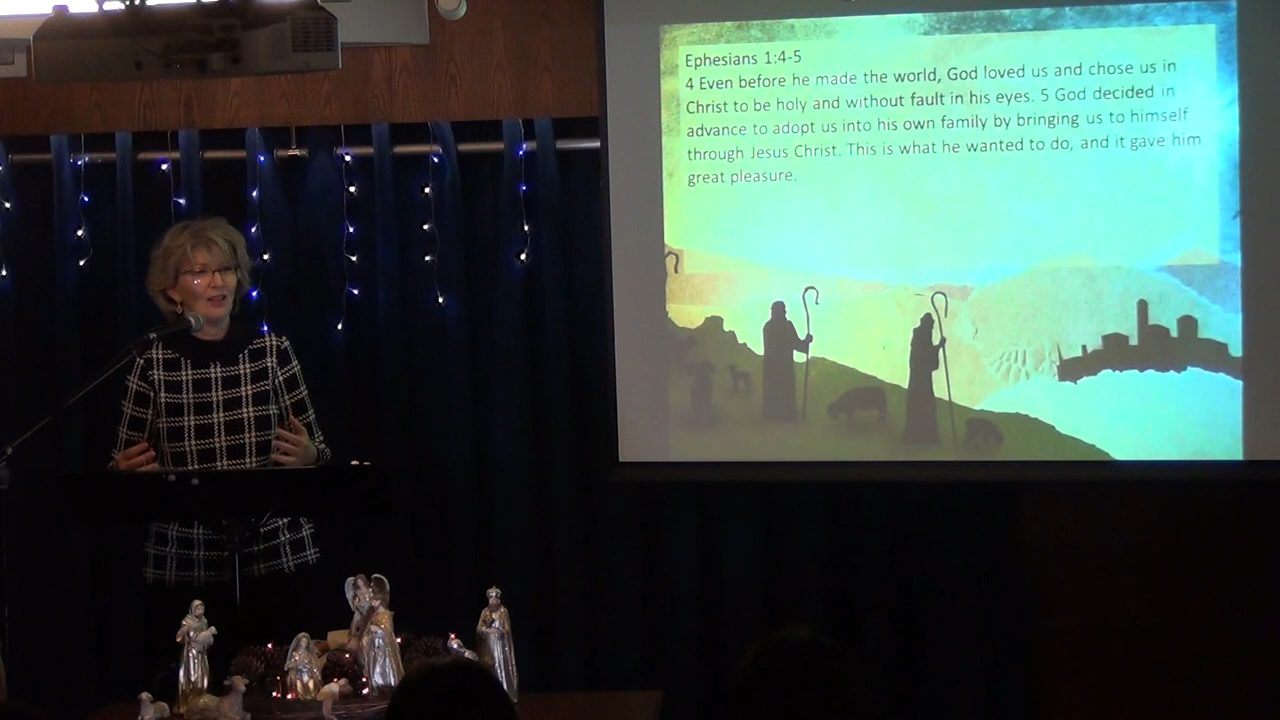 Ephesians 1:4-5
4 Even before he made the world, God loved us and chose us in
Christ to be holy and without fault in his eyes. 5 God decided in
advance to adopt us into his own family by bringing us to himself
through Jesus Christ. This is what he wanted to do, and it gave him
great pleasure.